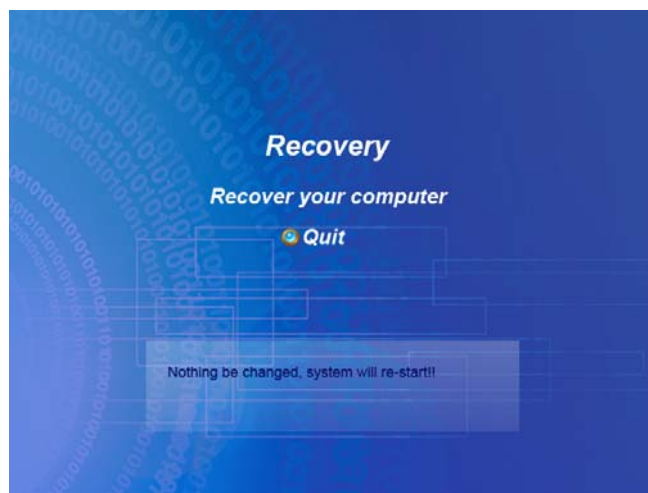 Recovery
Recover your computer
Quit
Nothing be changed, system will re-start!!